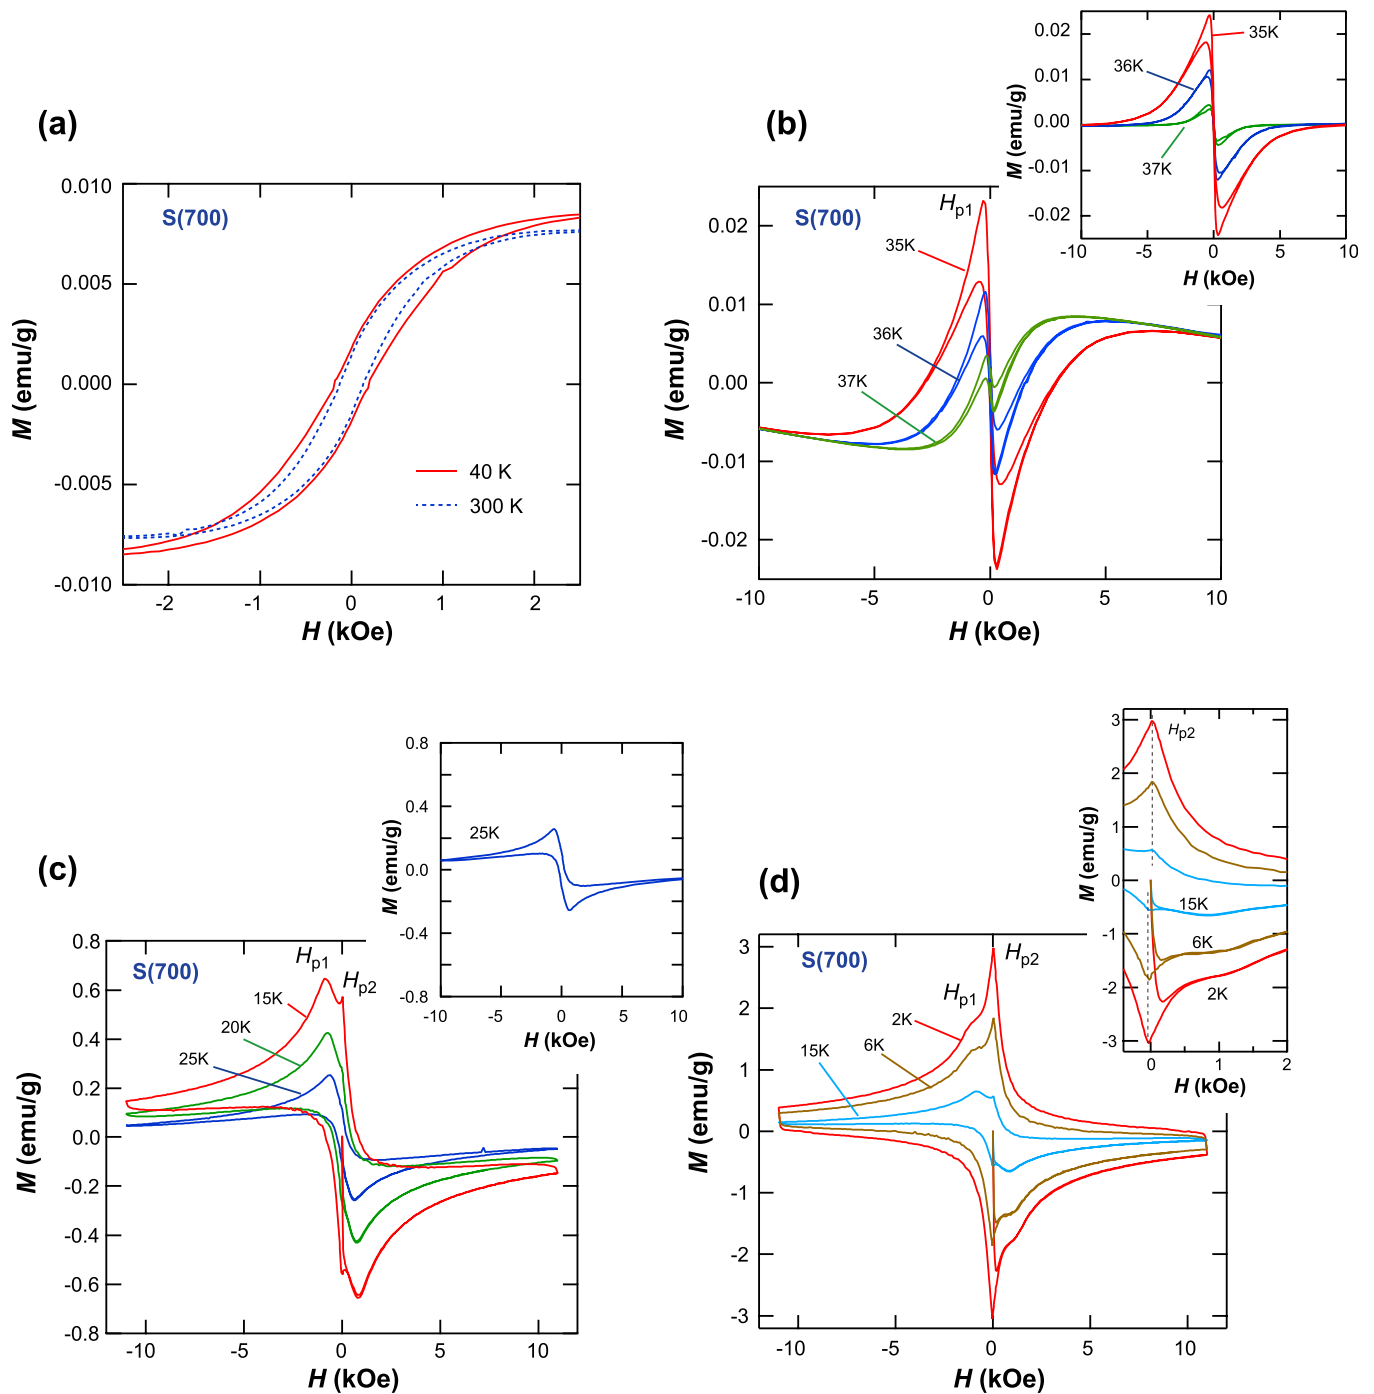 (a)
S(700)
0.010
0.005
0.000
-0.005
-0.010
M (emu/g)
40 K
300 K
-2
-1
0
1
2
H (kOe)
(b)
0.02
0.01
0.00
-0.01
-0.02
M (emu/g)
35K
36K
37K
-10
-5
0
5
10
H (kOe)
S(700)
Hp1
35K
36K
37K
0.02
0.01
0.00
-0.01
-0.02
M (emu/g)
-10
-5
0
5
10
H (kOe)
(c)
0.8
0.4
0.0
-0.4
-0.8
M (emu/g)
25K
-10
-5
0
5
10
H (kOe)
S(700)
Hp1
Hp2
15K
20K
25K
0.8
0.6
0.4
0.2
0.0
-0.2
-0.4
-0.6
-0.8
M (emu/g)
-10
-5
0
5
10
H (kOe)
(d)
3
2
1
0
-1
-2
-3
M (emu/g)
Hp2
15K
6K
2K
0
1
2
H (kOe)
S(700)
Hp2
Hp1
2K
6K
15K
3
2
1
0
-1
-2
-3
M (emu/g)
-10
-5
0
5
10
H (kOe)